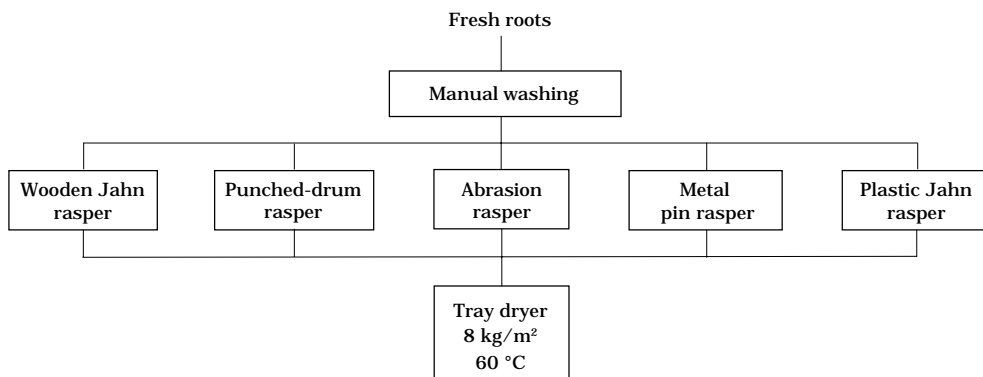 Fresh roots
Manual washing
Wooden Jahn
rasper
Punched-drum
rasper
Abrasion
rasper
Metal
pin rasper
Plastic Jahn
rasper
Tray dryer
8 kg/m²
60 °C